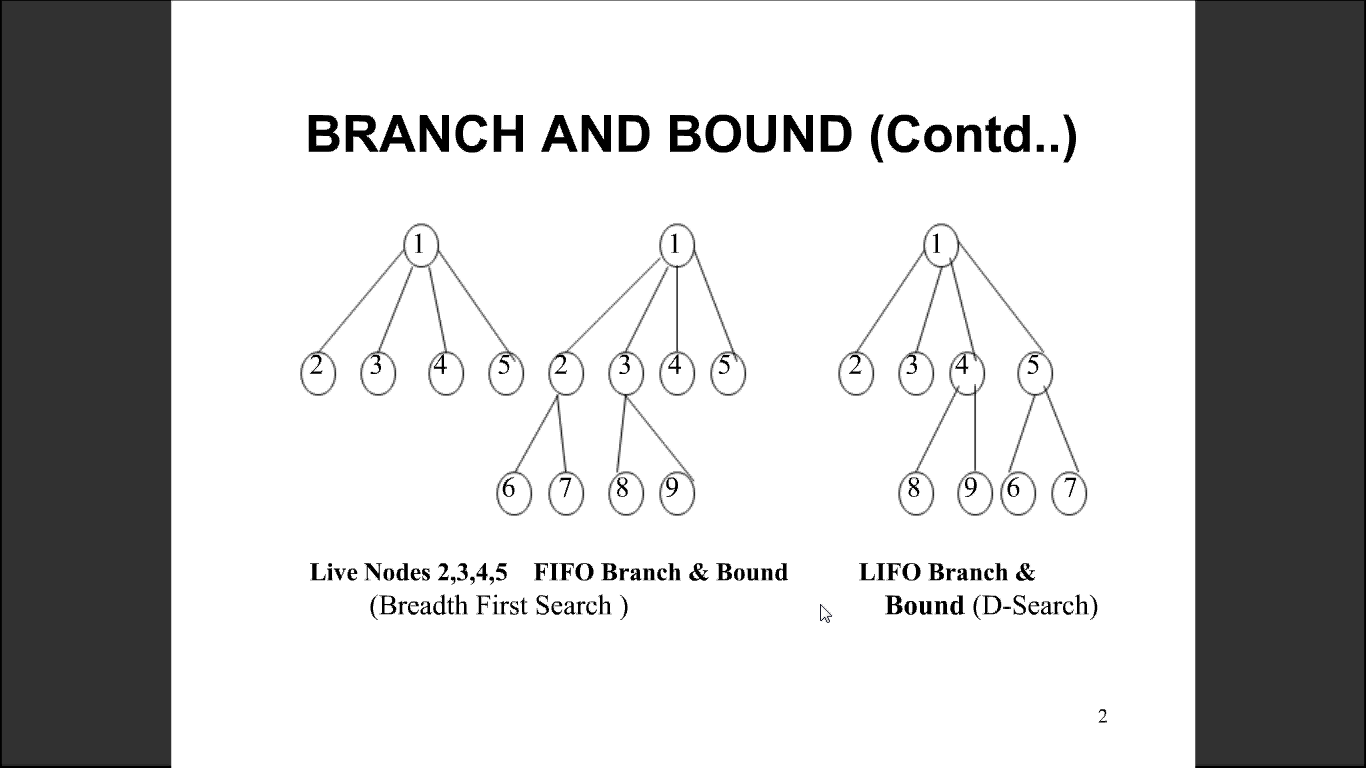 BRANCH AND BOUND (Contd..)
1 1 1
2 3 4 5 2 3 4 5 2 3 4 5
6 7 8 9 8 9 6 7
Live Nodes 2,3,4,5 FIFO Branch & Bound LIFO Branch &
(Breadth First Search ) Bound (D-Search)
2